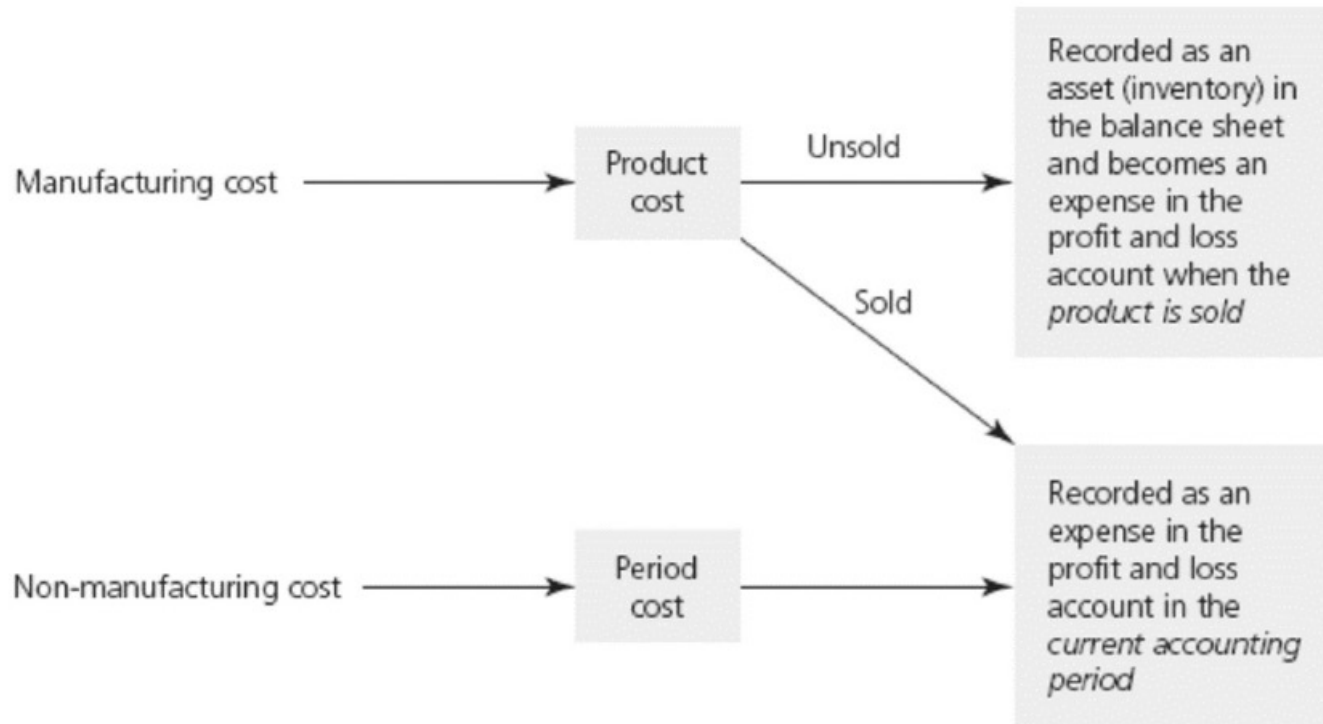 Manufacturing cost
Product
cost
Unsold
Sold
Recorded as an
asset (inventory) in
the balance sheet
and becomes an
expense in the
profit and loss
account when the
product is sold
Non-manufacturing cost
Period
cost
Recorded as an
expense in the
profit and loss
account in the
current accounting
period